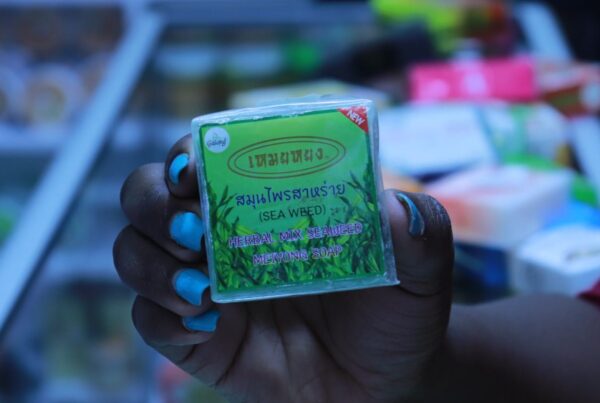 NEW
เหมยหยง
สมุนไพรสาหร่าย
(SEA WEED)
HERBAL MIX SEAWEED
MEIYONG SOAP